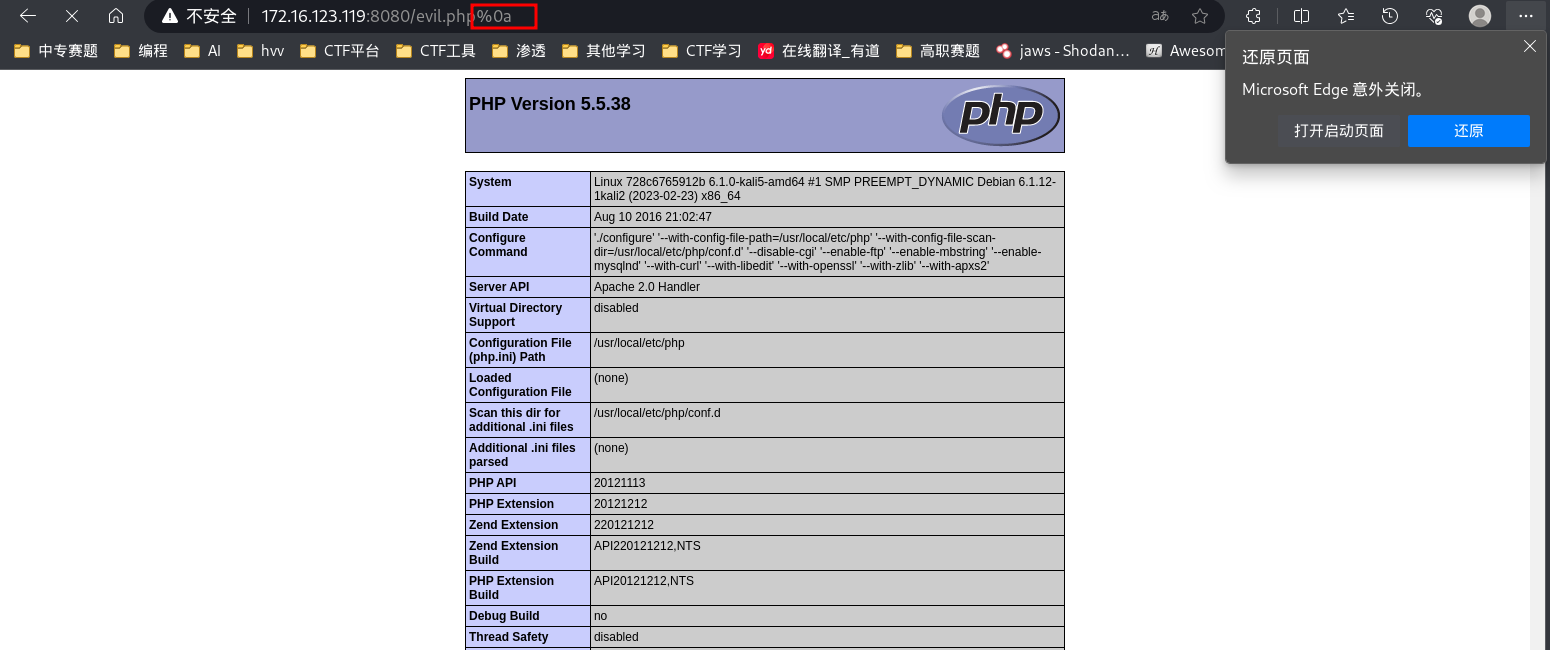 不安全 172.16.123.119:8080/evil.php%0a aあ
中专赛题 编程 AI hvv CTF平台 CTF工具 渗透 其他学习 CTF学习 yd 在线翻译_有道 高职赛题 jaws - Shodan... Awesom
还原页面
Microsoft Edge 意外关闭。
打开启动页面 还原
PHP Version 5.5.38 php
System Linux 728c6765912b 6.1.0-kali5-amd64 #1 SMP PREEMPT_DYNAMIC Debian 6.1.12-
1kali2 (2023-02-23) x86_64
Build Date Aug 10 2016 21:02:47
Configure
Command
'./configure' '--with-config-file-path=/usr/local/etc/php' '--with-config-file-scan-
dir=/usr/local/etc/php/conf.d' '--disable-cgi' '--enable-ftp' '--enable-mbstring' '--enable-
mysqlnd' '--with-curl' '--with-libedit' '--with-openssl' '--with-zlib' '--with-apxs2'
Server API Apache 2.0 Handler
Virtual Directory
Support
disabled
Configuration File
(php.ini) Path
/usr/local/etc/php
Loaded
Configuration File
(none)
Scan this dir for
additional .ini files
/usr/local/etc/php/conf.d
Additional .ini files
parsed
(none)
PHP API 20121113
PHP Extension 20121212
Zend Extension 220121212
Zend Extension
Build
API220121212,NTS
PHP Extension
Build
API20121212,NTS
Debug Build no
Thread Safety disabled